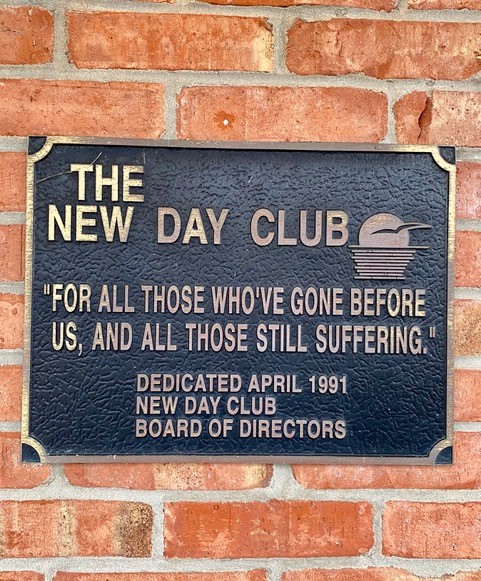 THE
NEW DAY CLUB
"FOR ALL THOSE WHO'VE GONE BEFORE
US, AND ALL THOSE STILL SUFFERING."
DEDICATED APRIL 1991
NEW DAY CLUB
BOARD OF DIRECTORS